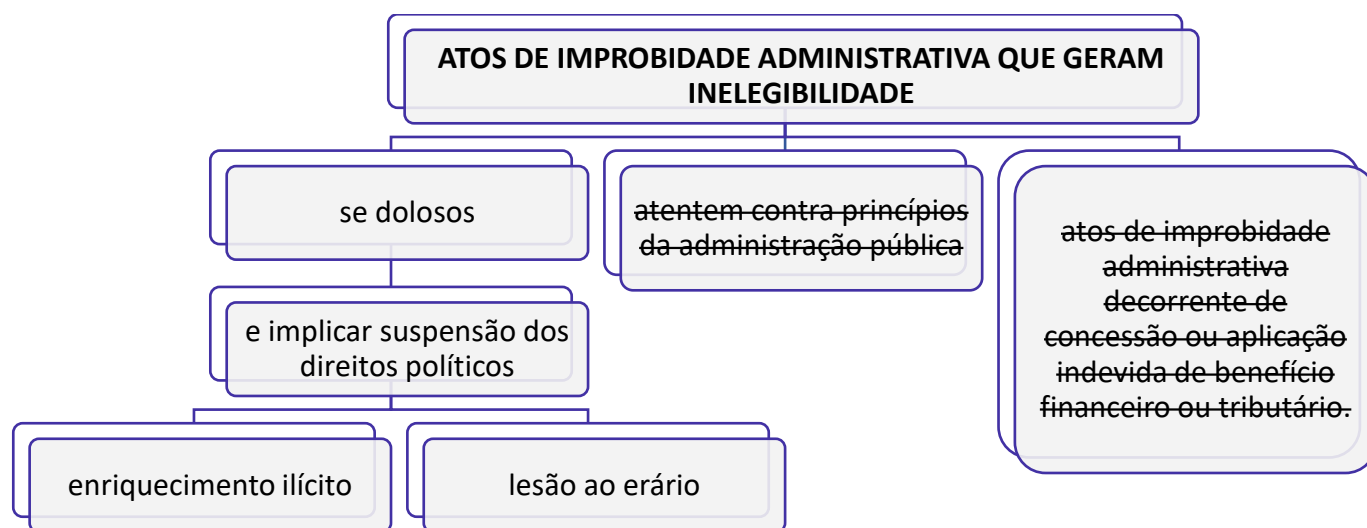 ATOS DE IMPROBIDADE ADMINISTRATIVA QUE GERAM
INELEGIBILIDADE
se dolosos
e implicar suspensão dos
direitos políticos
enriquecimento ilícito
lesão ao erário
atentem contra princípios
da administração pública
atos de improbidade
administrativa
decorrente de
concessão ou aplicação
indevida de benefício
financeiro ou tributário.